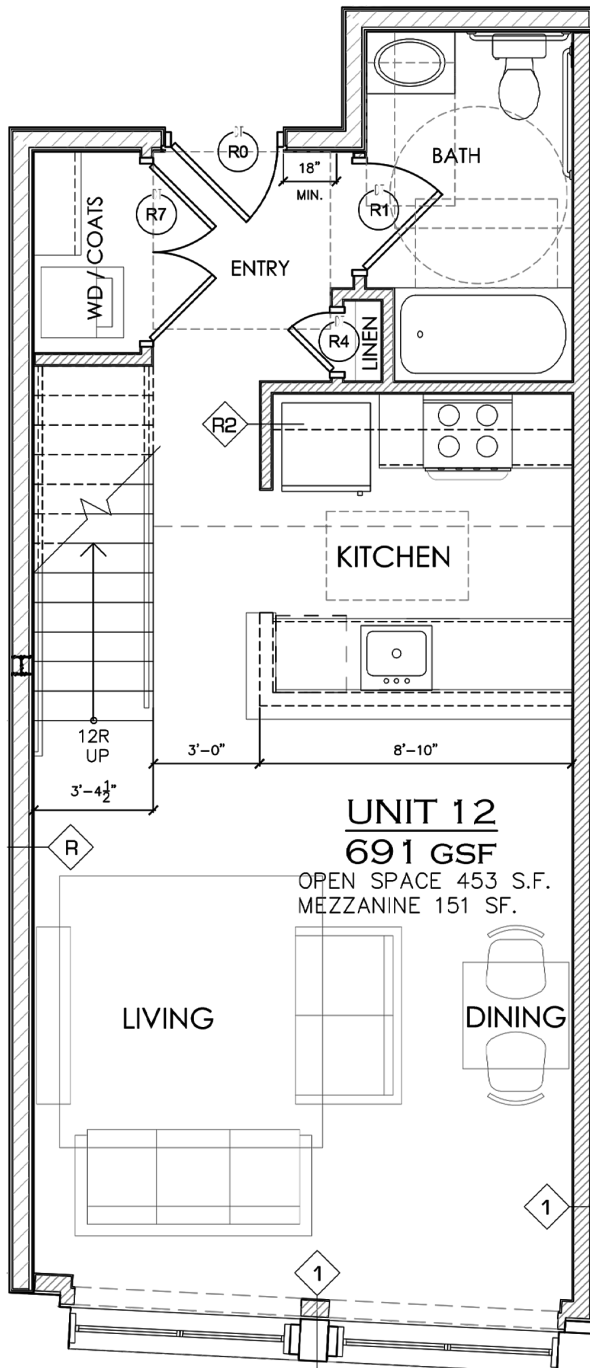 R0
BATH
18"
MIN.
R7
R1
WD / COATS
ENTRY
R4
LINEN
R2
KITCHEN
12R
UP
3'-0"
8'-10"
3'-4½"
UNIT 12
691 GSF
R
OPEN SPACE 453 S.F.
MEZZANINE 151 SF.
LIVING
DINING
1
1